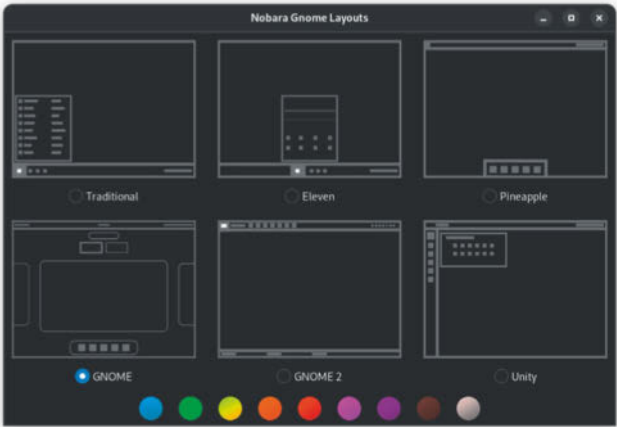 Nobara Gnome Layouts
Traditional
Eleven
Pineapple
GNOME
GNOME 2
Unity